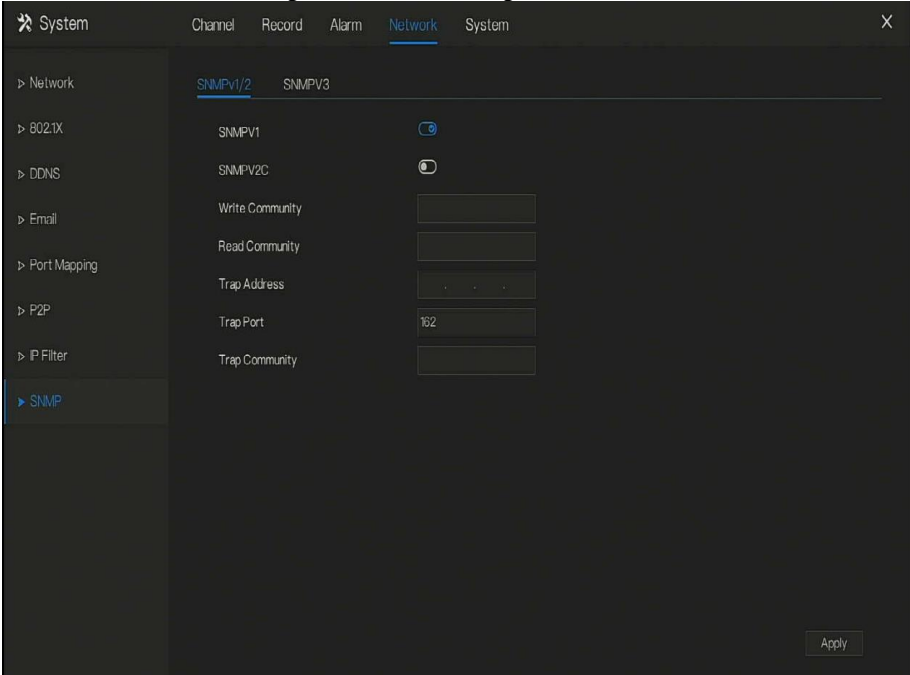 System Channel Record Alarm Network System X
Network
802.1X
DDNS
Email
Port Mapping
P2P
IP Filter
SNMP
SNMPv1/2 SNMPV3
SNMPV1
SNMPV2C
Write Community
Read Community
Trap Address . . .
Trap Port 162
Trap Community
Apply